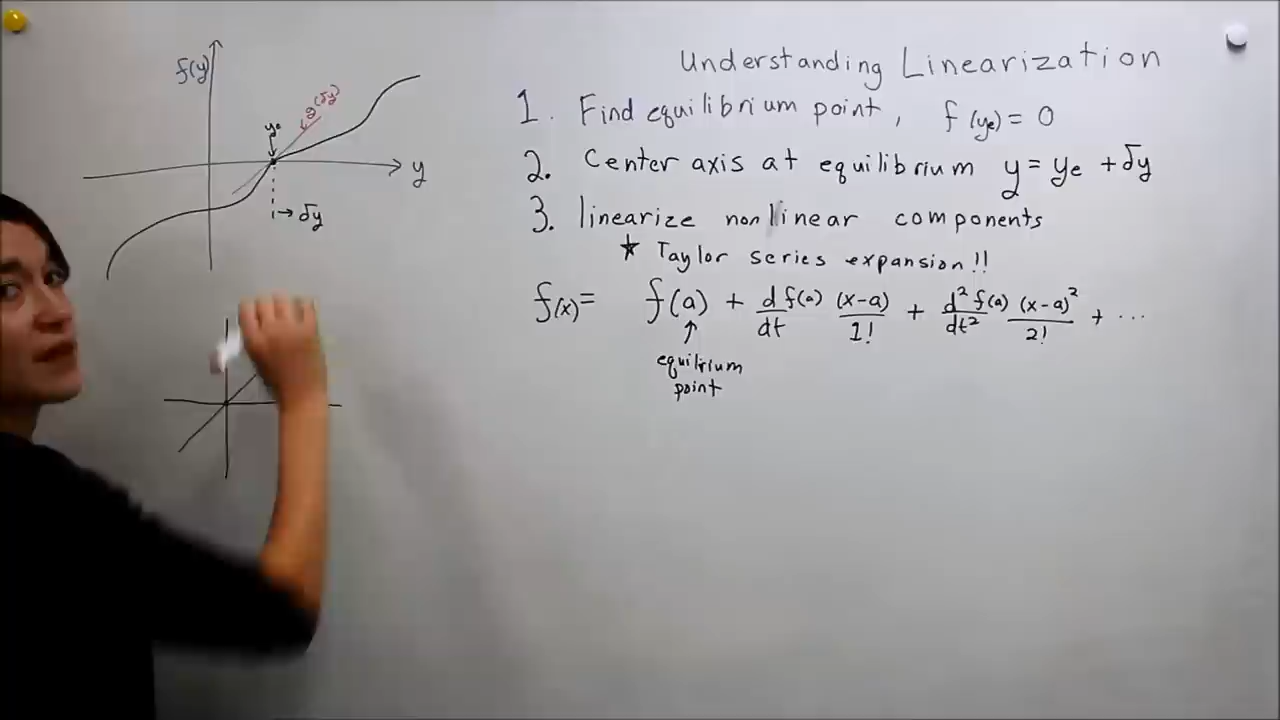 Understanding Linearization
1. Find equilibrium point, f(ye) = 0
2. Center axis at equilibrium y = ye + δy
3. linearize nonlinear components
★ Taylor series expansion!!
f(x) = f(a) + d/dt f(a) (x-a)/1! + d²/dt² f(a) (x-a)²/2! + ...
↑
equilirium
point
f(y)
g(δy)
ye
↓
y
→ δy